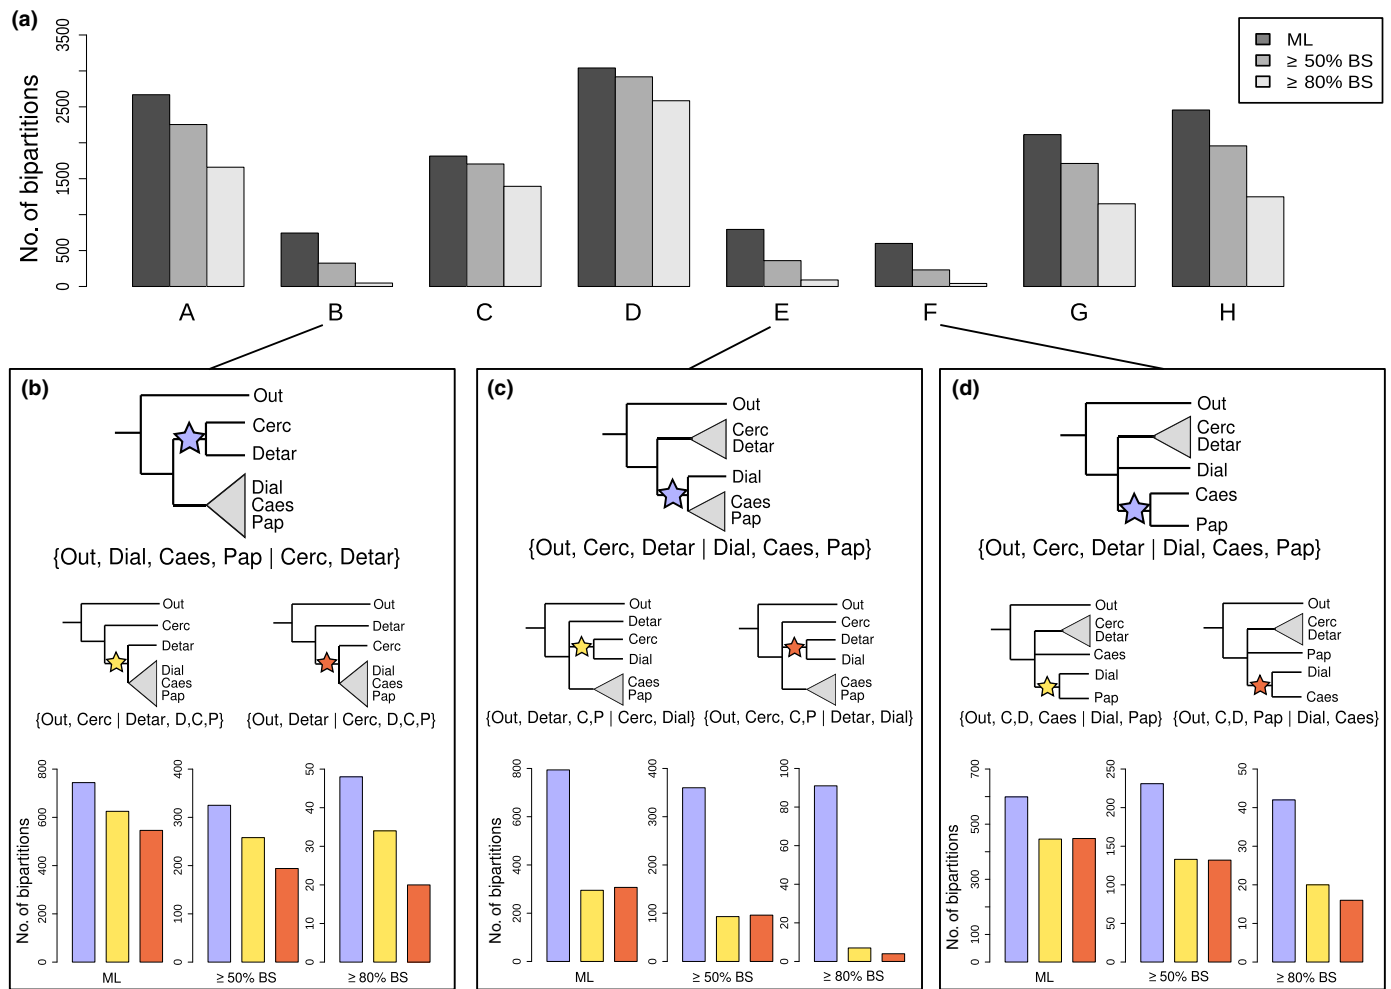 (a)
No. of bipartitions
3500
2500
1500
500
0
ML
≥ 50% BS
≥ 80% BS
A
B
C
D
E
F
G
H
(b)
Out
Cerc
Detar
Dial
Caes
Pap
{Out, Dial, Caes, Pap | Cerc, Detar}
Out
Cerc
Detar
Dial
Caes
Pap
{Out, Cerc | Detar, D,C,P}
Out
Detar
Cerc
Dial
Caes
Pap
{Out, Detar | Cerc, D,C,P}
No. of bipartitions
800
600
400
200
0
ML
400
300
200
100
0
≥ 50% BS
50
40
30
20
10
0
≥ 80% BS
(c)
Out
Cerc
Detar
Dial
Caes
Pap
{Out, Cerc, Detar | Dial, Caes, Pap}
Out
Detar
Cerc
Dial
Caes
Pap
{Out, Detar, C,P | Cerc, Dial}
Out
Cerc
Detar
Dial
Caes
Pap
{Out, Cerc, C,P | Detar, Dial}
No. of bipartitions
800
600
400
200
0
ML
400
300
200
100
0
≥ 50% BS
100
80
60
40
20
0
≥ 80% BS
(d)
Out
Cerc
Detar
Dial
Caes
Pap
{Out, Cerc, Detar | Dial, Caes, Pap}
Out
Cerc
Detar
Caes
Dial
Pap
{Out, C,D, Caes | Dial, Pap}
Out
Cerc
Detar
Pap
Dial
Caes
{Out, C,D, Pap | Dial, Caes}
No. of bipartitions
700
500
300
100
0
ML
250
200
150
100
50
0
≥ 50% BS
50
40
30
20
10
0
≥ 80% BS